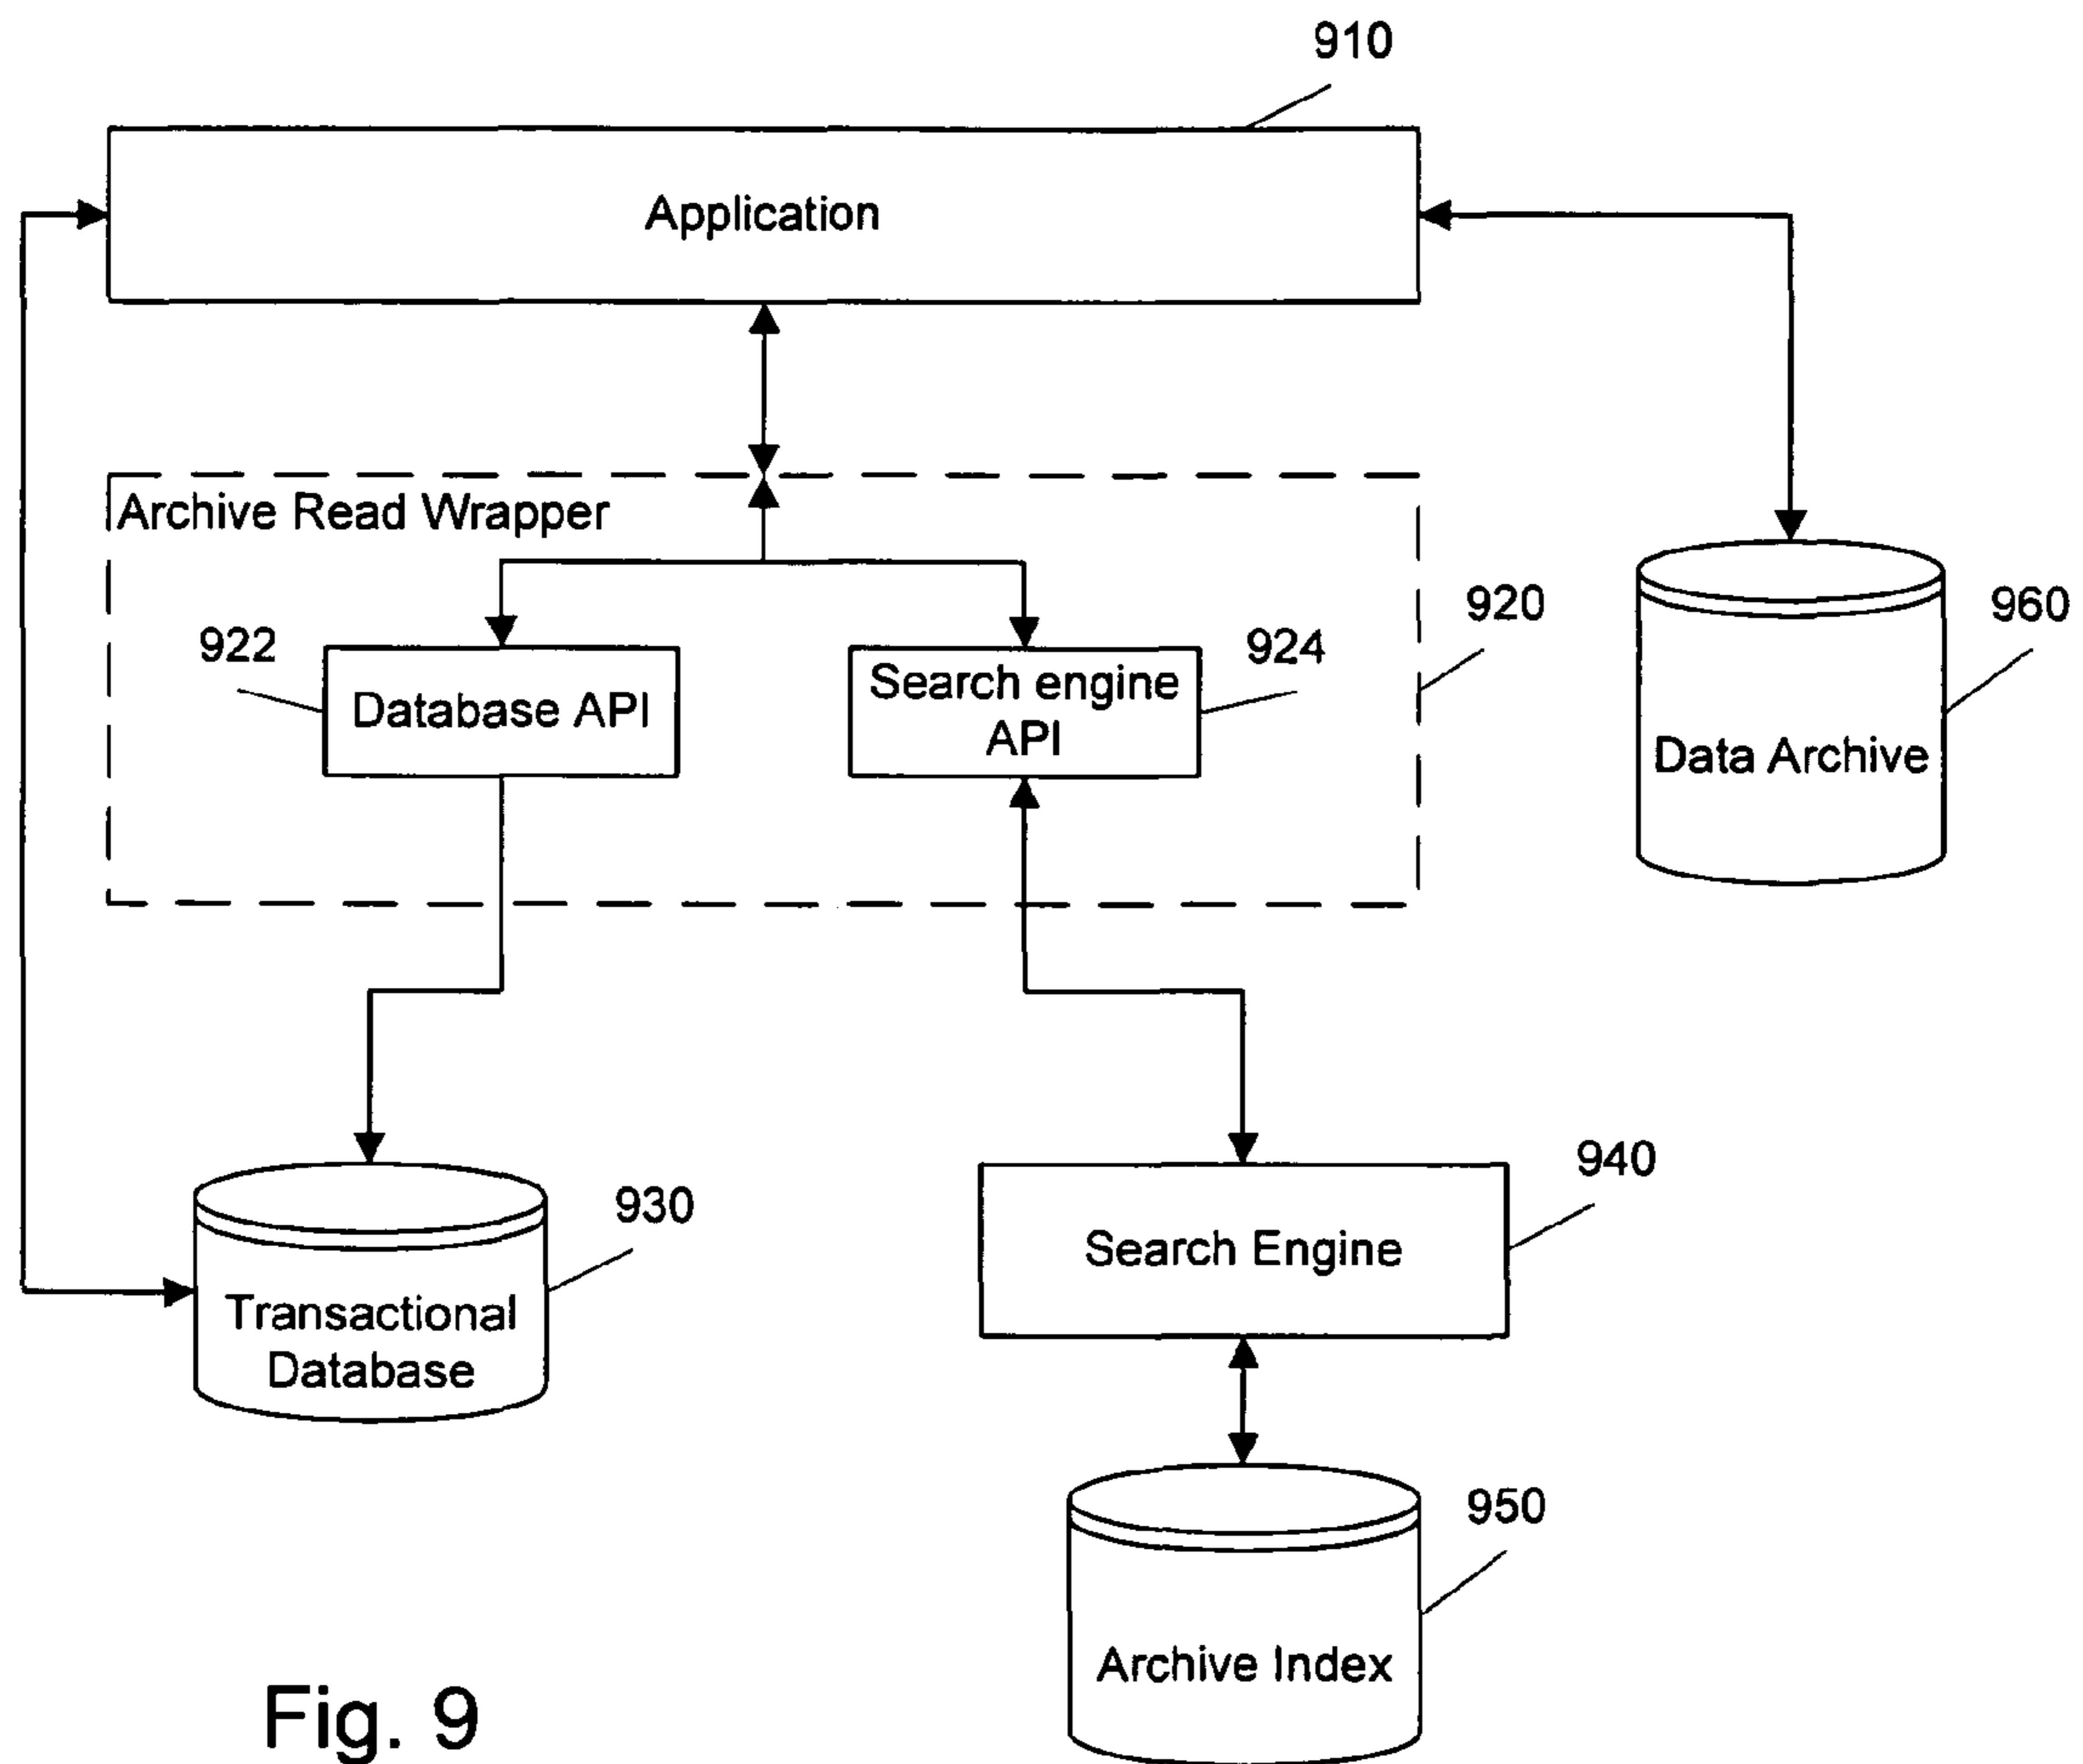 910
Application
Archive Read Wrapper
920
960
922
924
Database API
Search engine
API
Data Archive
940
930
Search Engine
Transactional
Database
950
Archive Index
Fig. 9